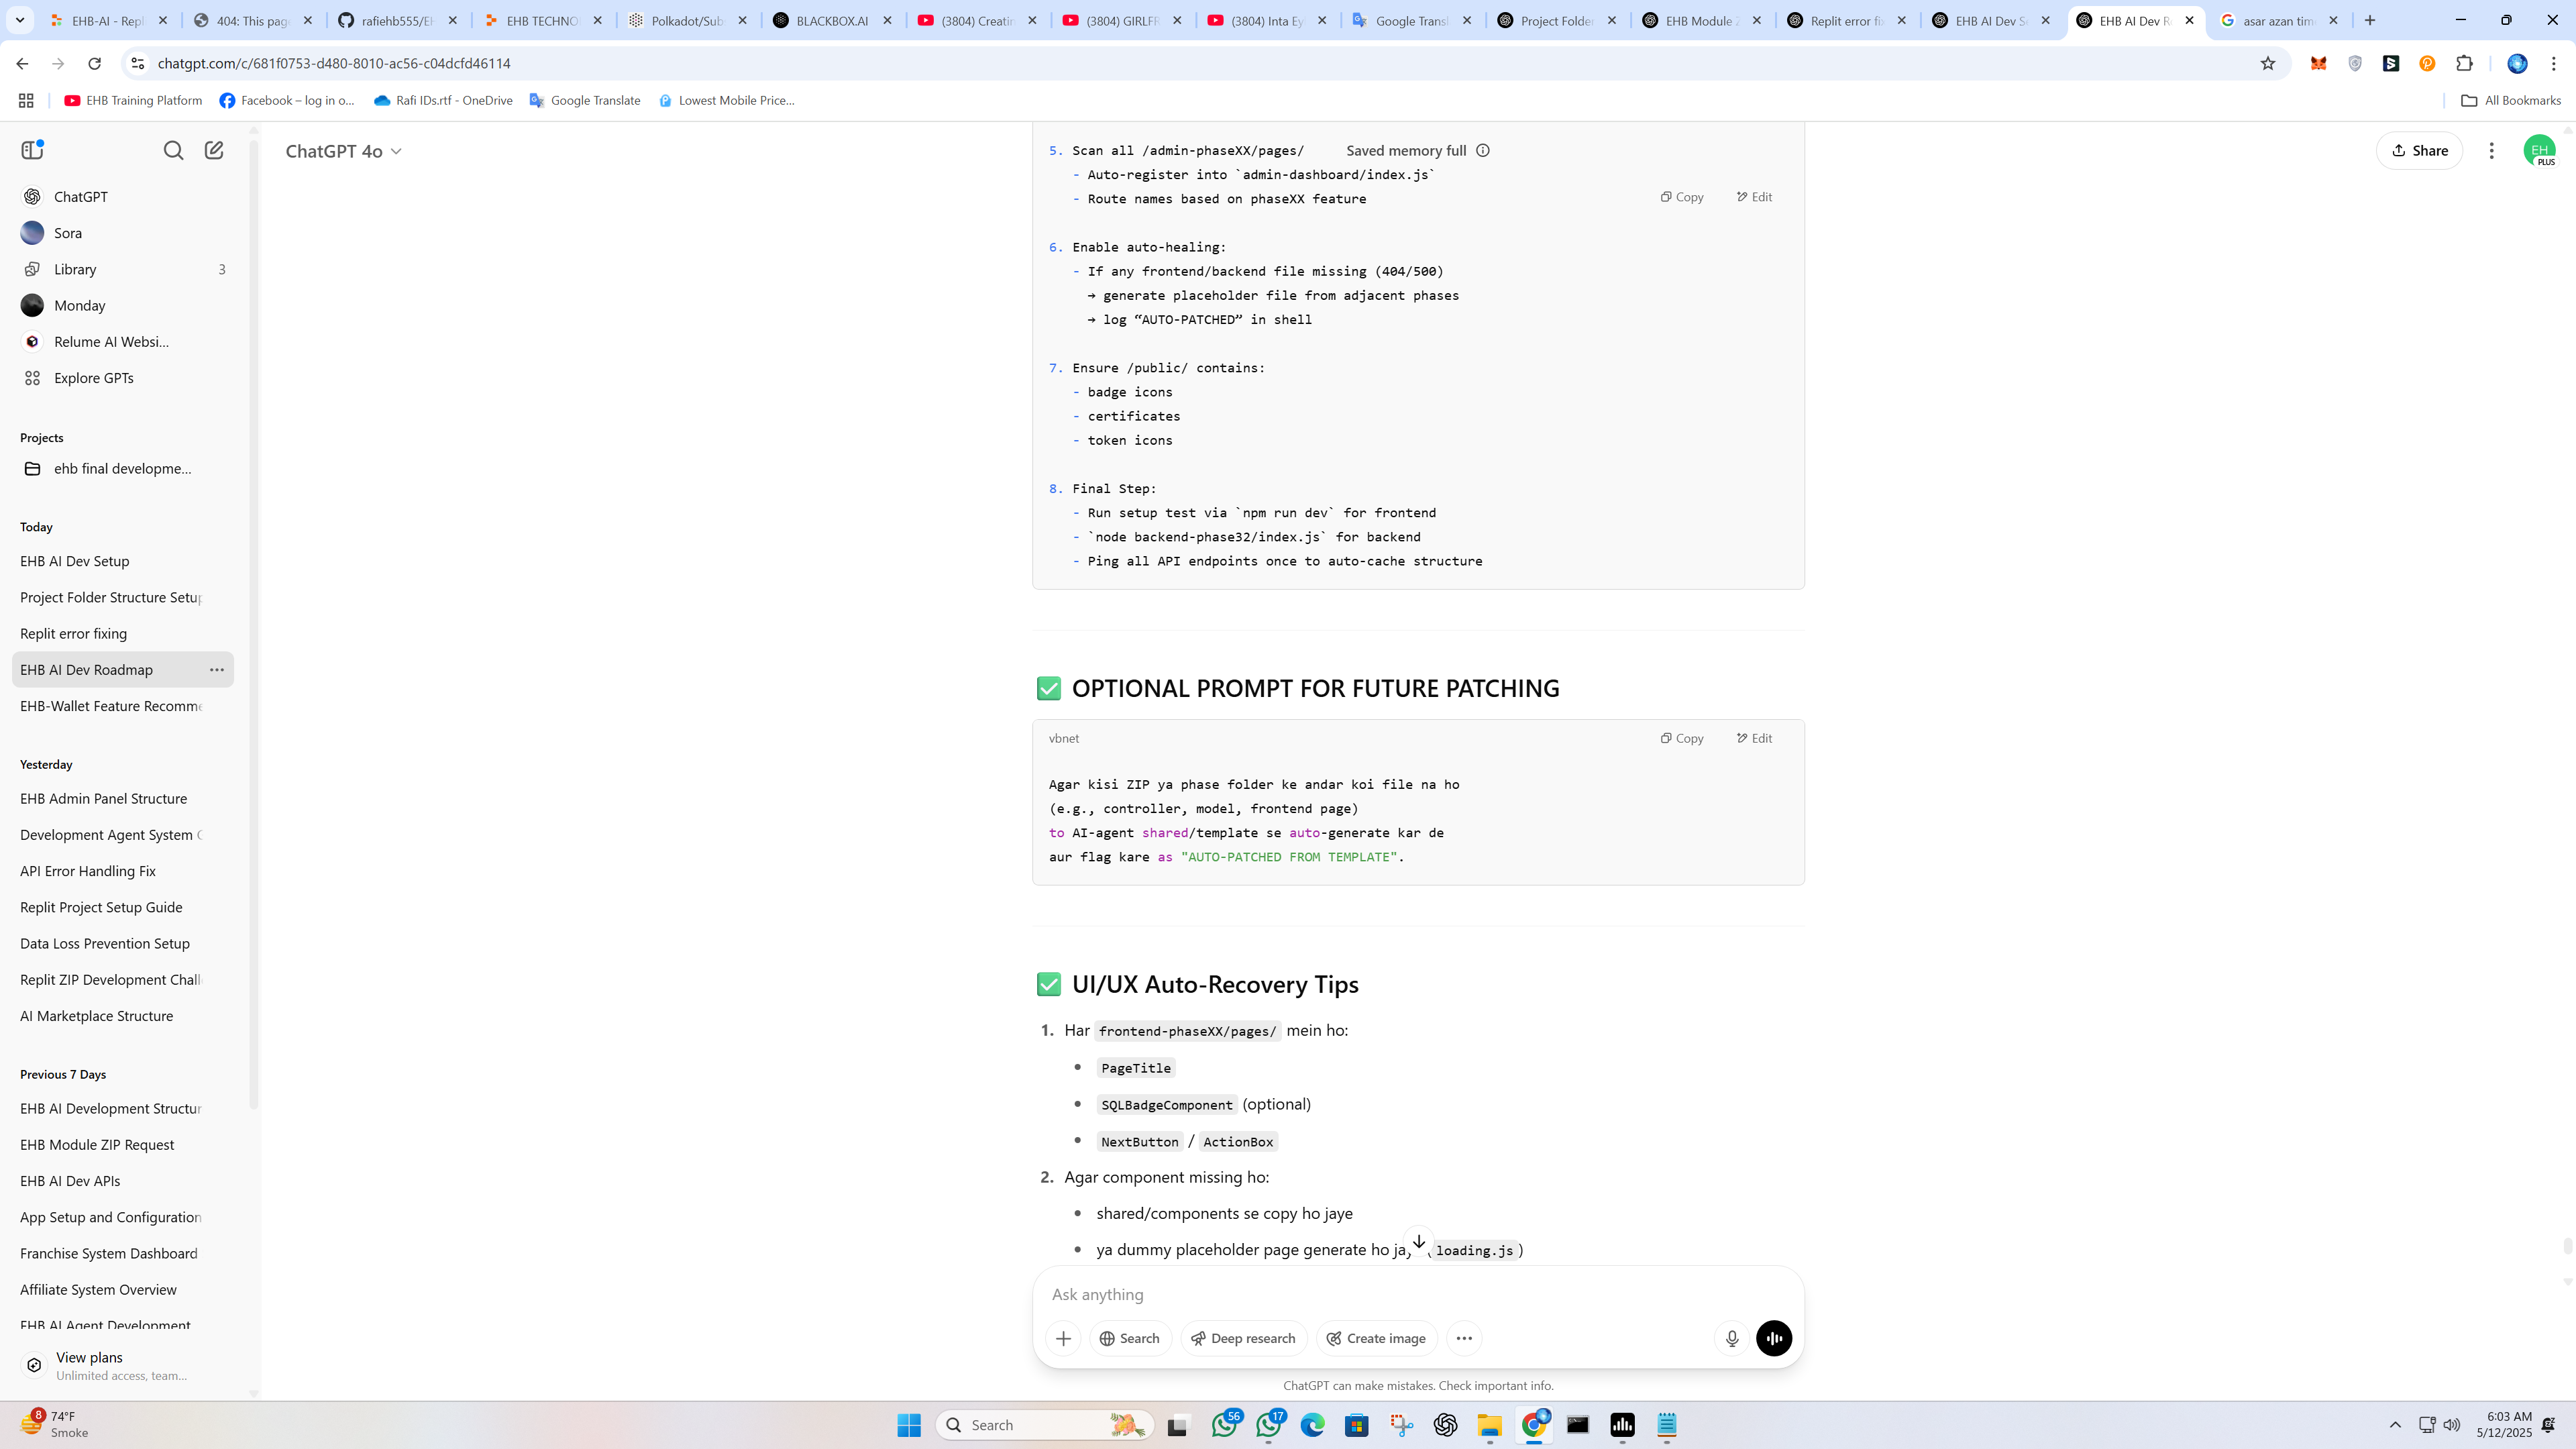 EHB-AI - Repli
404: This pag
rafiehb555/EH
EHB TECHNO
Polkadot/Sub
BLACKBOX.AI
(3804) Creatin
(3804) GIRLFR
(3804) Inta Ey
Google Transl
Project Folder
EHB Module Z
Replit error fi
EHB AI Dev Se
EHB AI Dev R
asar azan tim
chatgpt.com/c/681f0753-d480-8010-ac56-c04dcfd46114
EHB Training Platform
Facebook – log in o...
Rafi IDs.rtf - OneDrive
Google Translate
Lowest Mobile Price...
All Bookmarks
ChatGPT 4o
Saved memory full
Share
EH
PLUS
ChatGPT
Sora
Library 3
Monday
Relume AI Websi...
Explore GPTs
Projects
ehb final developme...
Today
EHB AI Dev Setup
Project Folder Structure Setup
Replit error fixing
EHB AI Dev Roadmap
EHB-Wallet Feature Recomme
Yesterday
EHB Admin Panel Structure
Development Agent System C
API Error Handling Fix
Replit Project Setup Guide
Data Loss Prevention Setup
Replit ZIP Development Challe
AI Marketplace Structure
Previous 7 Days
EHB AI Development Structur
EHB Module ZIP Request
EHB AI Dev APIs
App Setup and Configuration
Franchise System Dashboard
Affiliate System Overview
EHB AI Agent Development
View plans
Unlimited access, team...
5. Scan all /admin-phaseXX/pages/
- Auto-register into `admin-dashboard/index.js`
- Route names based on phaseXX feature
Copy Edit
6. Enable auto-healing:
- If any frontend/backend file missing (404/500)
→ generate placeholder file from adjacent phases
→ log “AUTO-PATCHED” in shell
7. Ensure /public/ contains:
- badge icons
- certificates
- token icons
8. Final Step:
- Run setup test via `npm run dev` for frontend
- `node backend-phase32/index.js` for backend
- Ping all API endpoints once to auto-cache structure
✅ OPTIONAL PROMPT FOR FUTURE PATCHING
vbnet Copy Edit
Agar kisi ZIP ya phase folder ke andar koi file na ho
(e.g., controller, model, frontend page)
to AI-agent shared/template se auto-generate kar de
aur flag kare as "AUTO-PATCHED FROM TEMPLATE".
✅ UI/UX Auto-Recovery Tips
1. Har frontend-phaseXX/pages/ mein ho:
• PageTitle
• SQLBadgeComponent (optional)
• NextButton / ActionBox
2. Agar component missing ho:
• shared/components se copy ho jaye
• ya dummy placeholder page generate ho jay (loading.js)
Ask anything
Search
Deep research
Create image
ChatGPT can make mistakes. Check important info.
8
74°F
Smoke
Search
56
17
6:03 AM
5/12/2025